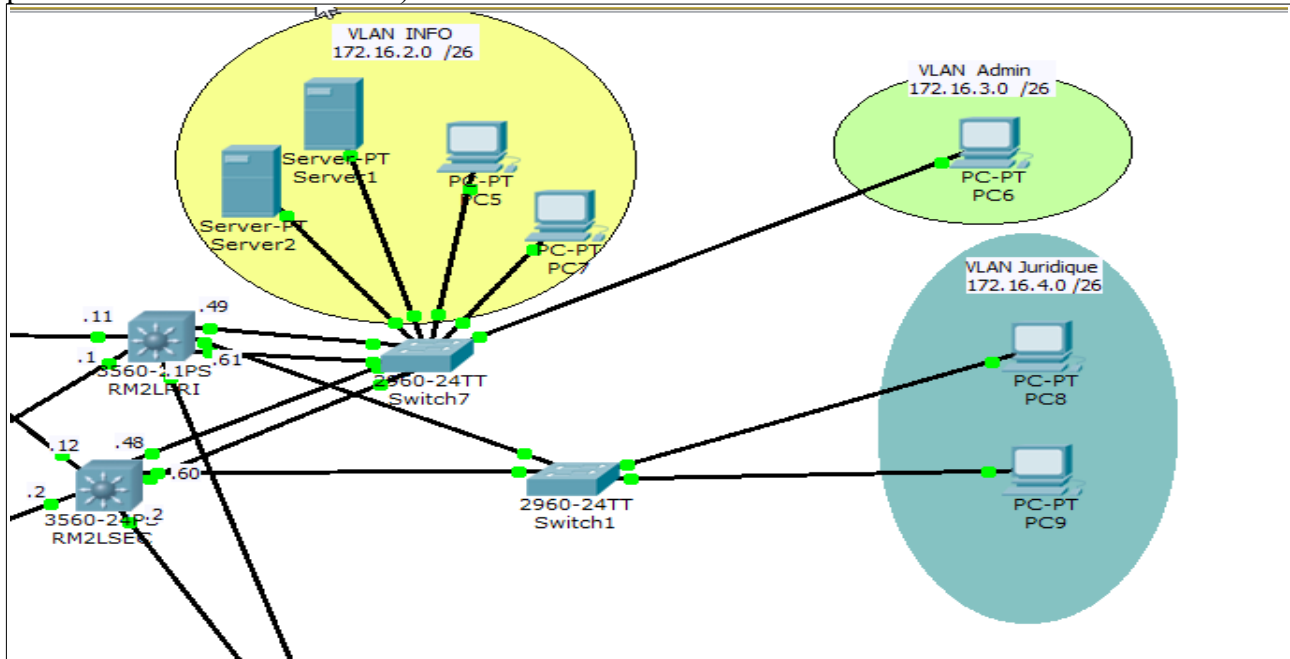 VLAN INFO
172.16.2.0 /26
VLAN Admin
172.16.3.0 /26
Server-PT
Server1
PC-PT
PC5
PC-PT
PC6
Server-PT
Server2
PC-PT
PC7
VLAN Juridique
172.16.4.0 /26
.11
.49
.1
.61
RM2LPRI
2960-24TT
Switch7
PC-PT
PC8
.12
.48
.60
.2
.2
3560-24PS
RM2LSEC
2960-24TT
Switch1
PC-PT
PC9